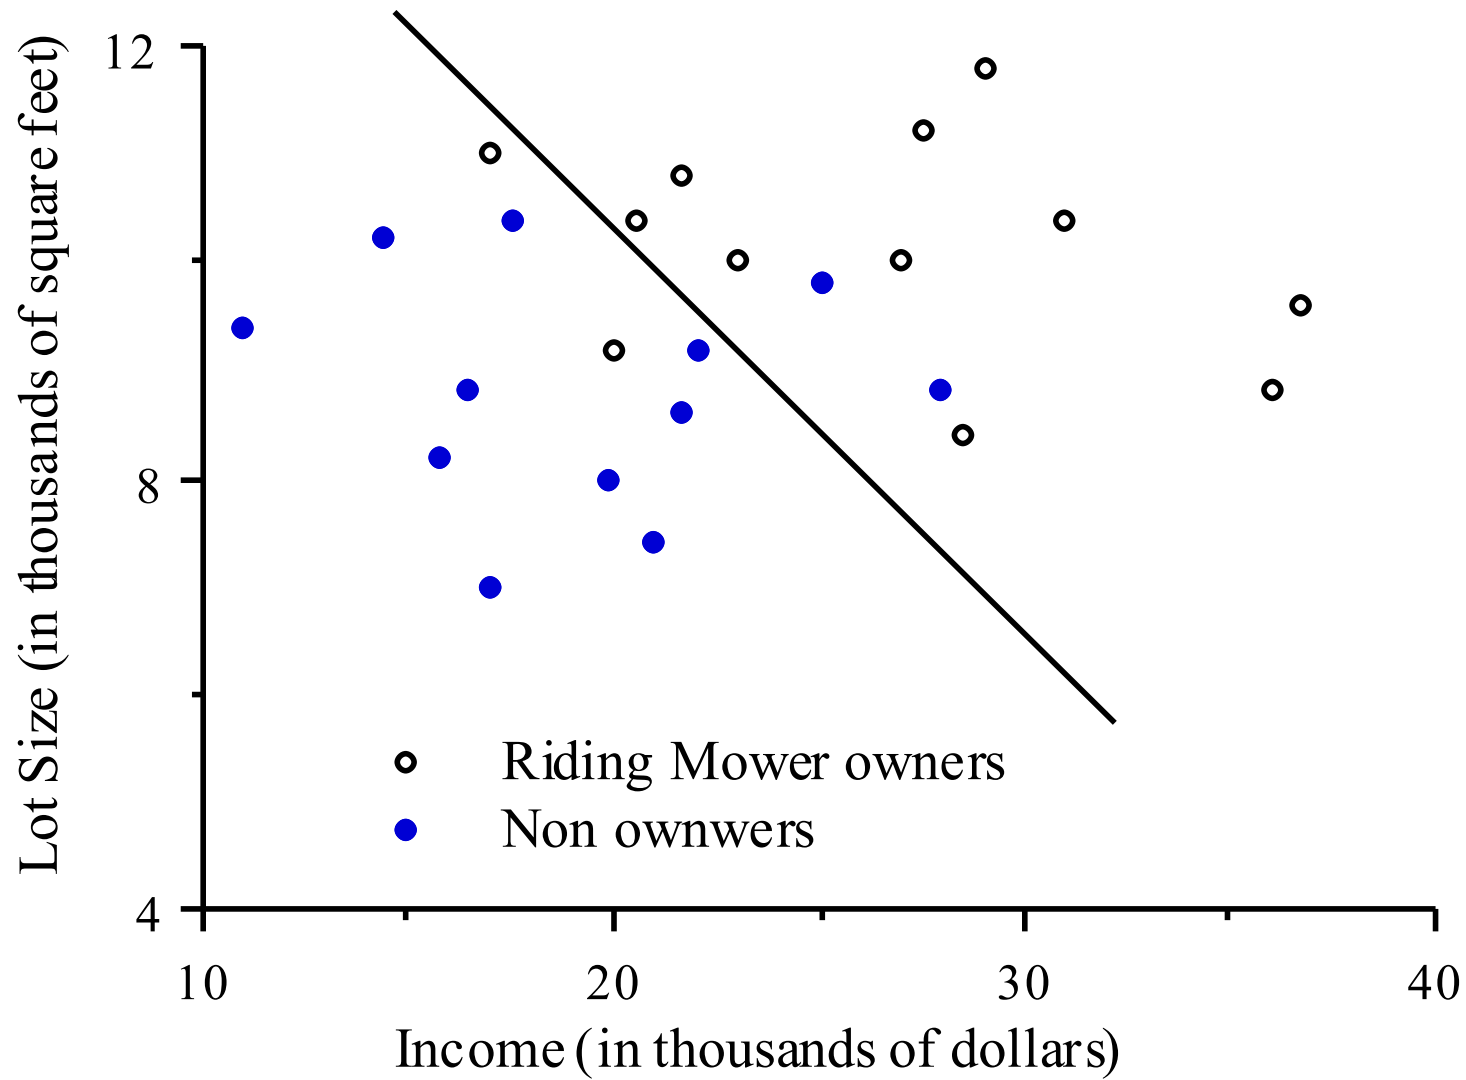 Lot Size (in thousands of square feet)
12
8
4
Riding Mower owners
Non ownwers
10 20 30 40
Income (in thousands of dollars)